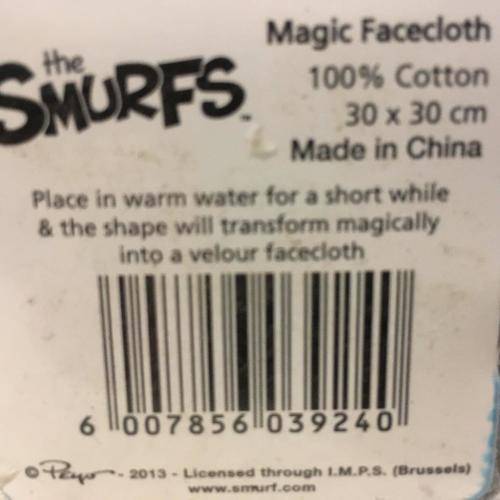 the
SMURFS™
Magic Facecloth
100% Cotton
30 x 30 cm
Made in China
Place in warm water for a short while
& the shape will transform magically
into a velour facecloth
6 007856 039240
© Peyo - 2013 - Licensed through I.M.P.S. (Brussels)
www.smurf.com